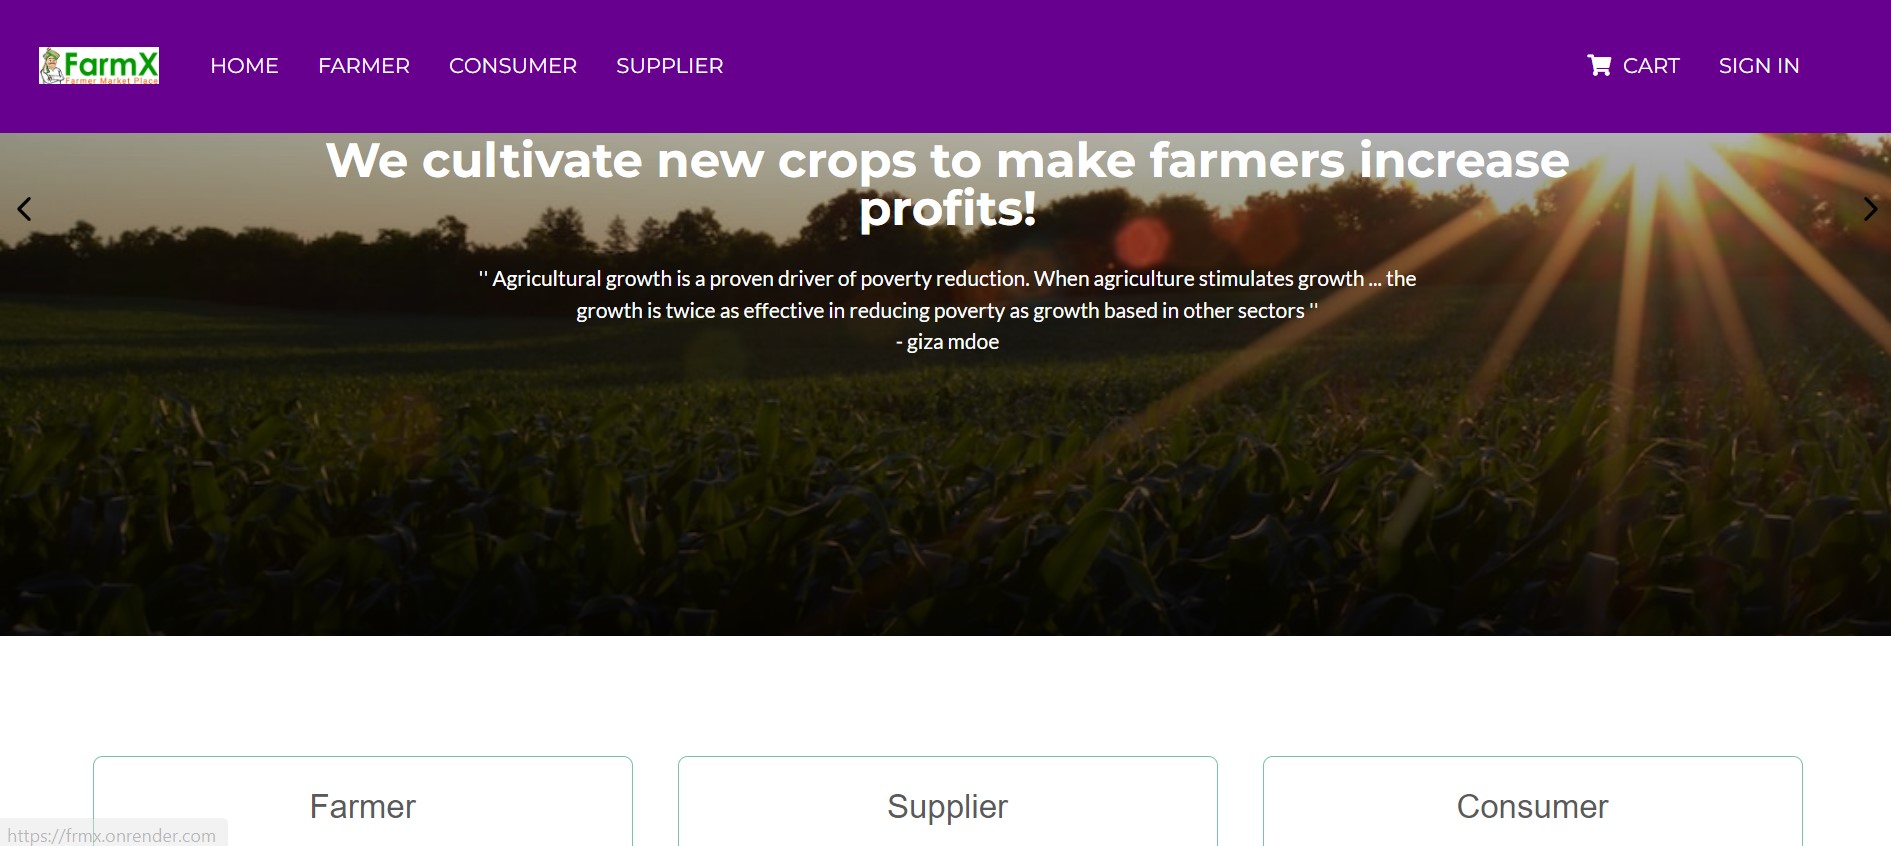 FarmX
Farmer Market Place
HOME FARMER CONSUMER SUPPLIER CART SIGN IN
We cultivate new crops to make farmers increase
profits!
'' Agricultural growth is a proven driver of poverty reduction. When agriculture stimulates growth ... the
growth is twice as effective in reducing poverty as growth based in other sectors ''
- giza mdoe
Farmer Supplier Consumer
https://frmx.onrender.com